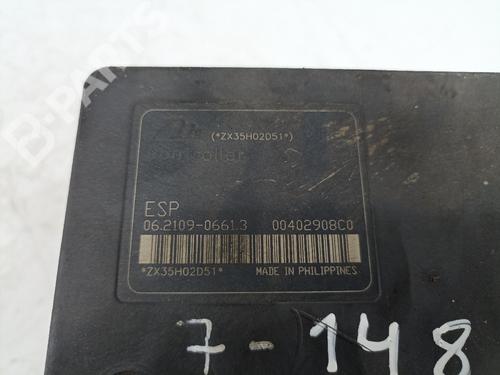 (*ZX35H02D51*)
controller
ESP
06.2109-0661.3 00402908C0
*ZX35H02D51* MADE IN PHILIPPINES
7-148
B-PARTS